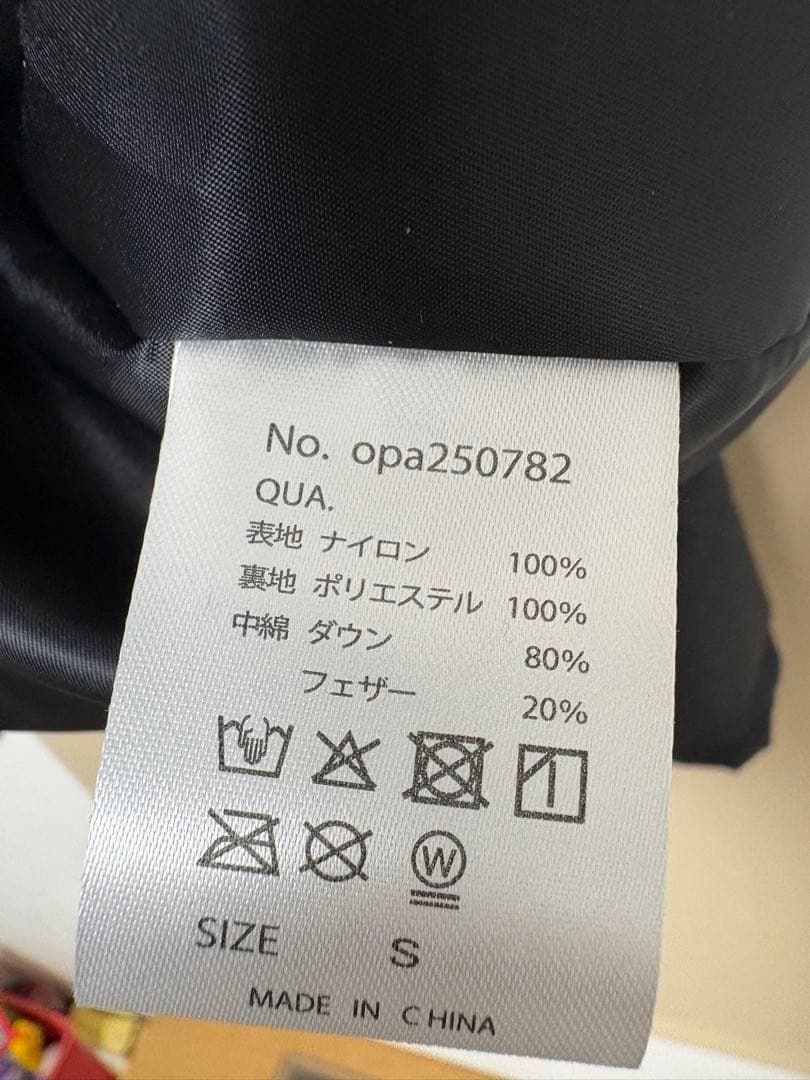 No. opa250782
QUA.
表地 ナイロン 100%
裏地 ポリエステル 100%
中綿 ダウン 80%
フェザー 20%
W
SIZE S
MADE IN CHINA